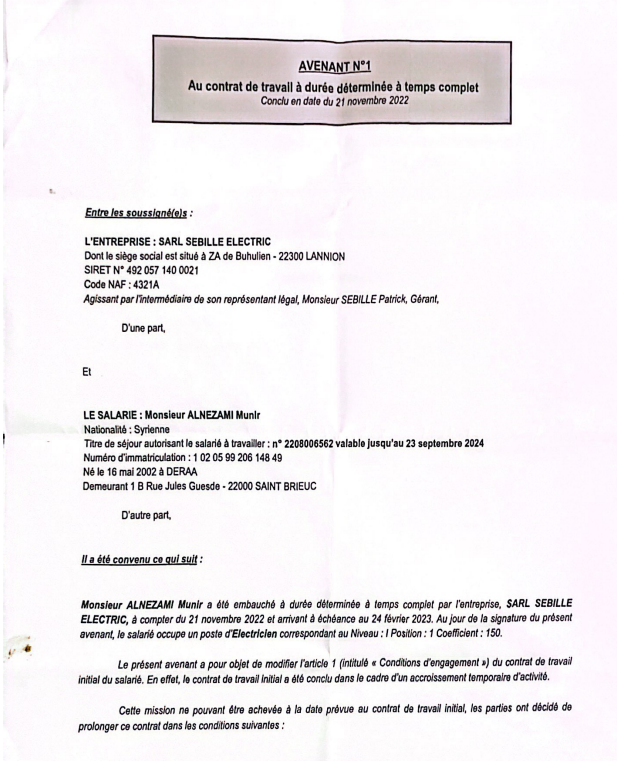 AVENANT N°1
Au contrat de travail à durée déterminée à temps complet
Conclu en date du 21 novembre 2022
Entre les soussigné(e)s :
L'ENTREPRISE : SARL SEBILLE ELECTRIC
Dont le siège social est situé à ZA de Buhulien - 22300 LANNION
SIRET N° 492 057 140 0021
Code NAF : 4321A
Agissant par l'intermédiaire de son représentant légal, Monsieur SEBILLE Patrick, Gérant,
D'une part,
Et
LE SALARIE : Monsieur ALNEZAMI Munir
Nationalité : Syrienne
Titre de séjour autorisant le salarié à travailler : n° 2208006562 valable jusqu'au 23 septembre 2024
Numéro d'immatriculation : 1 02 05 99 206 148 49
Né le 16 mai 2002 à DERAA
Demeurant 1 B Rue Jules Guesde - 22000 SAINT BRIEUC
D'autre part,
Il a été convenu ce qui suit :
Monsieur ALNEZAMI Munir a été embauché à durée déterminée à temps complet par l'entreprise, SARL SEBILLE
ELECTRIC, à compter du 21 novembre 2022 et arrivant à échéance au 24 février 2023. Au jour de la signature du présent
avenant, le salarié occupe un poste d'Electricien correspondant au Niveau : I Position : 1 Coefficient : 150.
Le présent avenant a pour objet de modifier l'article 1 (intitulé « Conditions d'engagement ») du contrat de travail
initial du salarié. En effet, le contrat de travail initial a été conclu dans le cadre d'un accroissement temporaire d'activité.
Cette mission ne pouvant être achevée à la date prévue au contrat de travail initial, les parties ont décidé de
prolonger ce contrat dans les conditions suivantes :